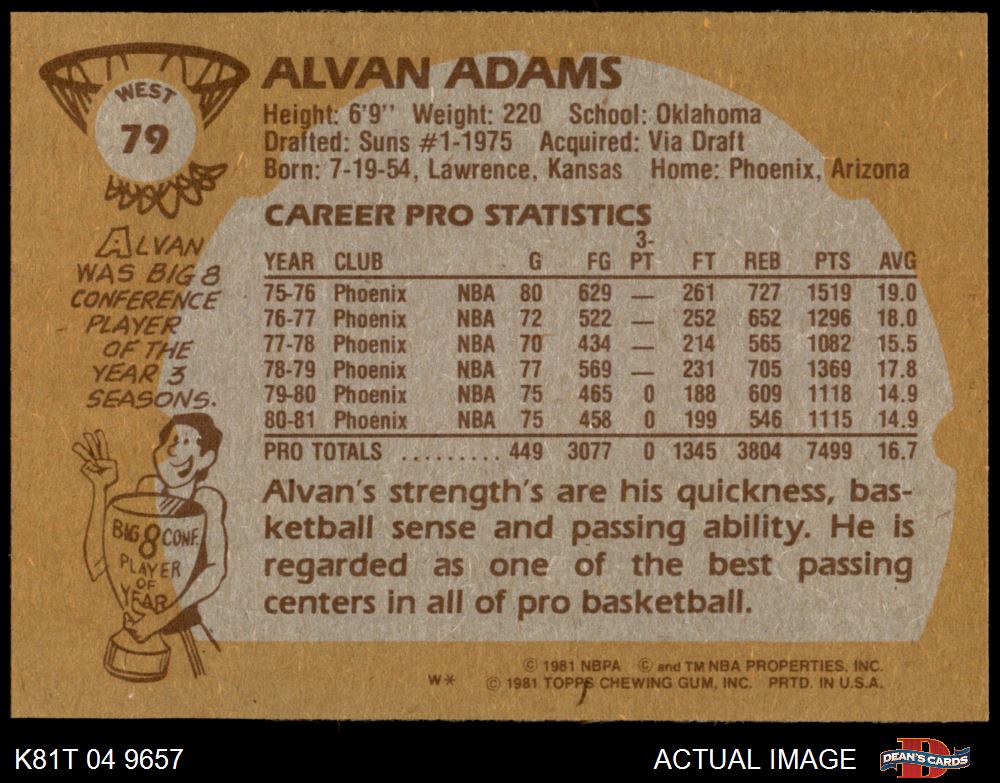 WEST
79
ALVAN ADAMS
Height: 6'9'' Weight: 220 School: Oklahoma
Drafted: Suns #1-1975 Acquired: Via Draft
Born: 7-19-54, Lawrence, Kansas Home: Phoenix, Arizona
CAREER PRO STATISTICS
3-
YEAR CLUB G FG PT FT REB PTS AVG
75-76 Phoenix NBA 80 629 — 261 727 1519 19.0
76-77 Phoenix NBA 72 522 — 252 652 1296 18.0
77-78 Phoenix NBA 70 434 — 214 565 1082 15.5
78-79 Phoenix NBA 77 569 — 231 705 1369 17.8
79-80 Phoenix NBA 75 465 0 188 609 1118 14.9
80-81 Phoenix NBA 75 458 0 199 546 1115 14.9
PRO TOTALS ......... 449 3077 0 1345 3804 7499 16.7
Alvan's strength's are his quickness, bas-
ketball sense and passing ability. He is
regarded as one of the best passing
centers in all of pro basketball.
ALVAN
WAS BIG 8
CONFERENCE
PLAYER
OF THE
YEAR 3
SEASONS.
BIG 8 CONF.
PLAYER
OF
YEAR
© 1981 NBPA © and TM NBA PROPERTIES, INC.
W* © 1981 TOPPS CHEWING GUM, INC. PRTD. IN U.S.A.
K81T 04 9657
ACTUAL IMAGE
DEAN'S CARDS